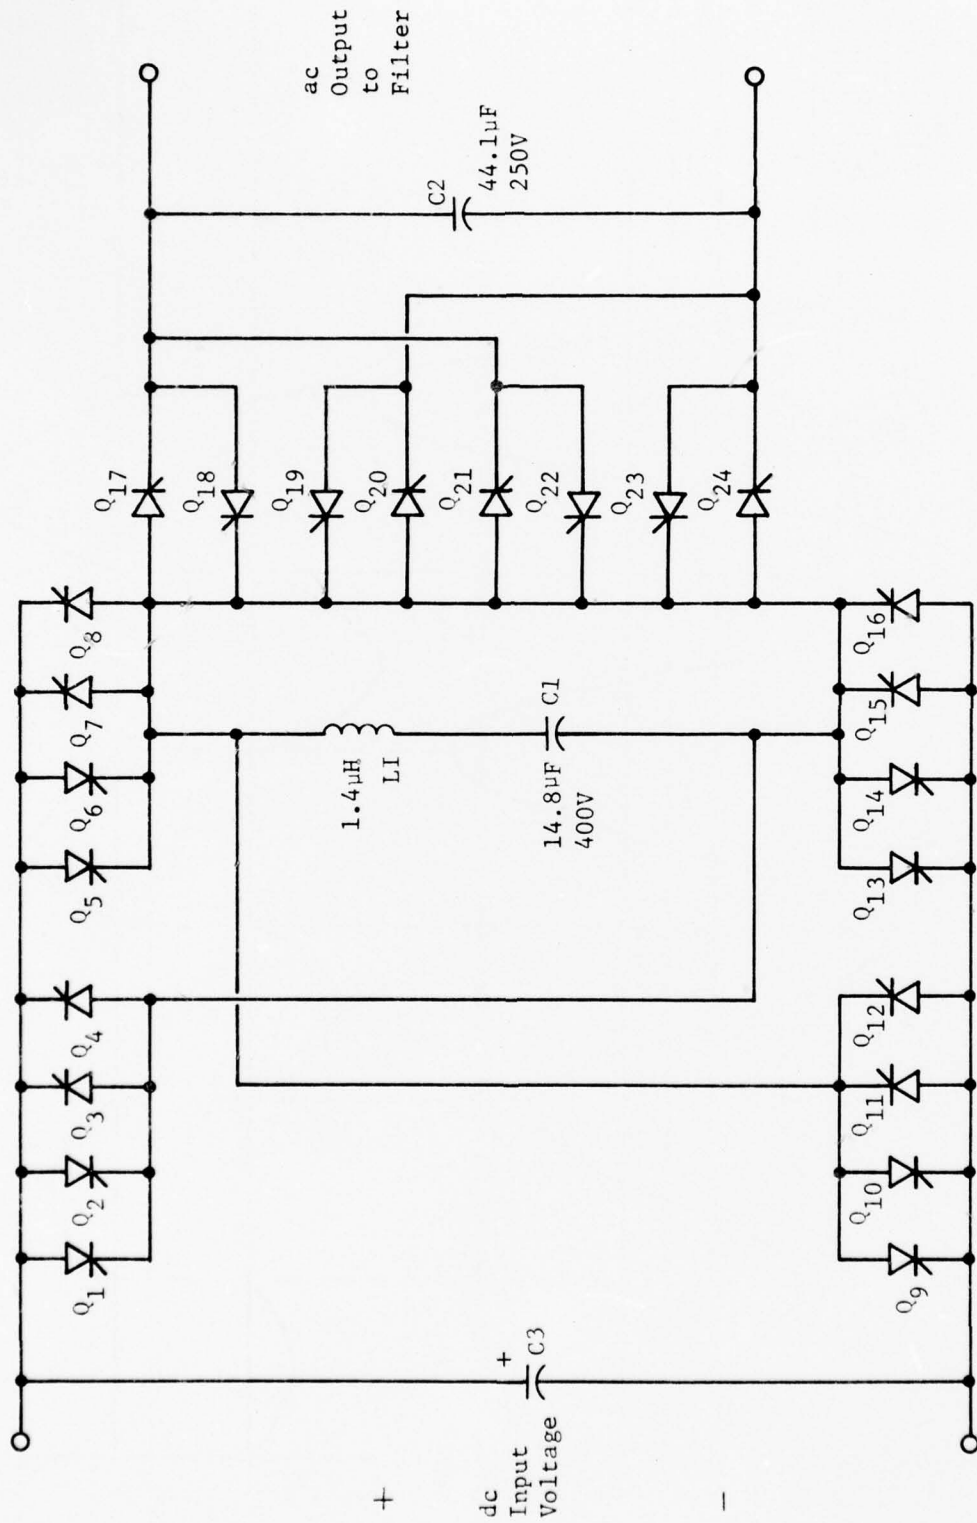 ac
Output
to
Filter
C2
44.1μF
250V
Q17
Q18
Q19
Q20
Q21
Q22
Q23
Q24
Q8
Q7
Q6
Q5
Q4
Q3
Q2
Q1
1.4μH
LI
C1
14.8μF
400V
Q16
Q15
Q14
Q13
Q12
Q11
Q10
Q9
+
C3
+
dc
Input
Voltage
−